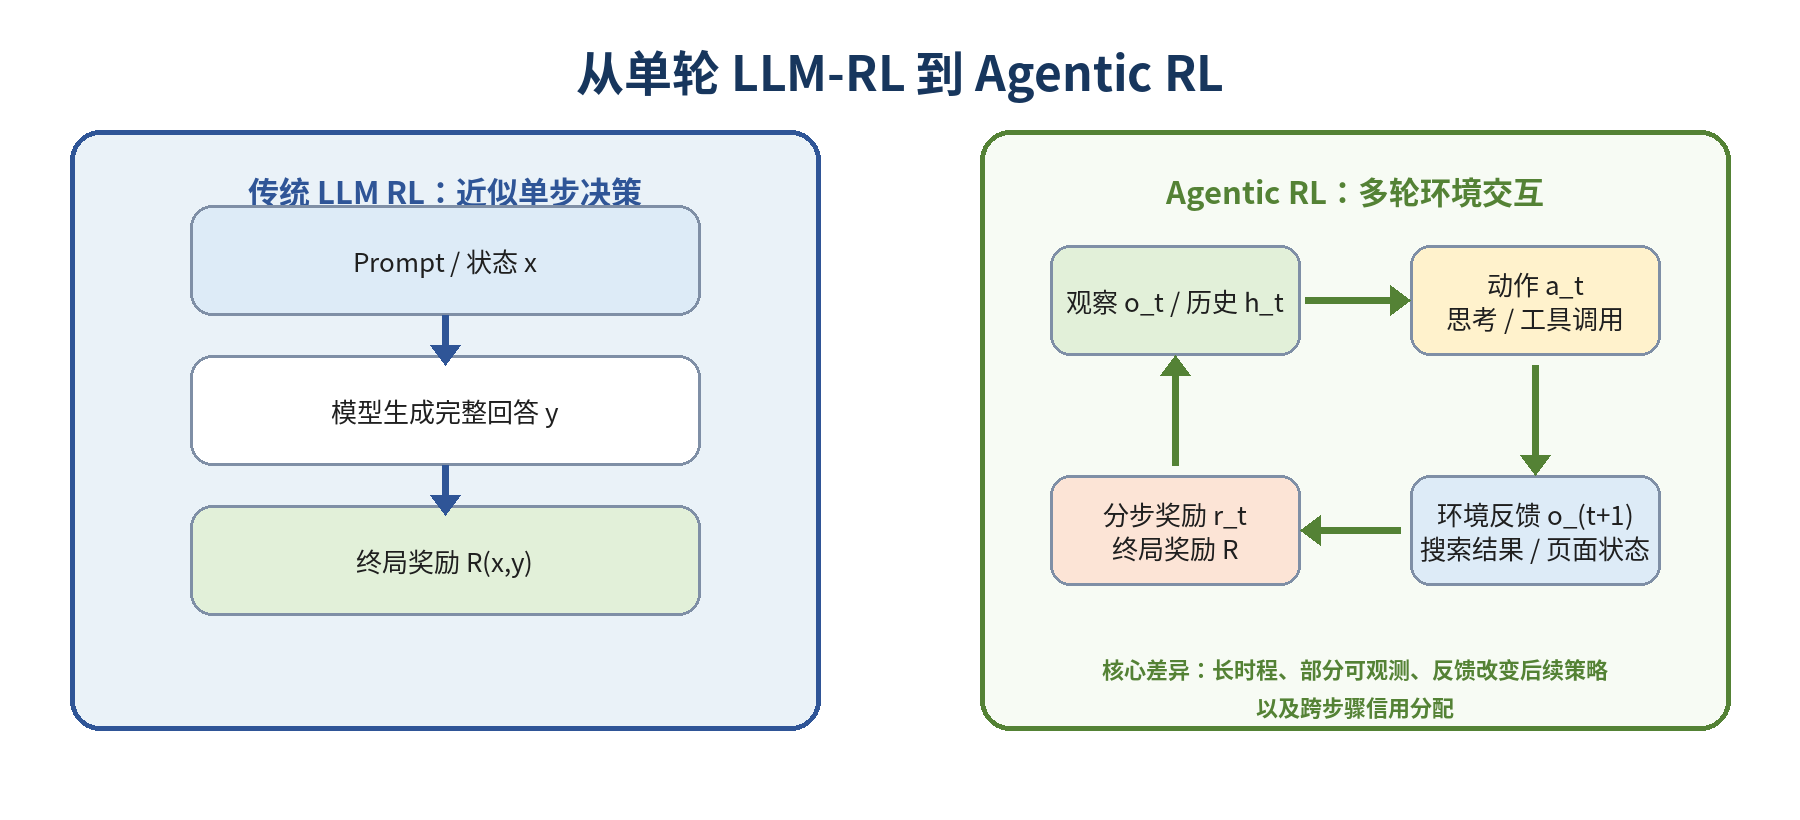 从单轮 LLM-RL 到 Agentic RL
传统 LLM RL：近似单步决策
Prompt / 状态 x
模型生成完整回答 y
终局奖励 R(x,y)
Agentic RL：多轮环境交互
观察 o_t / 历史 h_t
动作 a_t
思考 / 工具调用
分步奖励 r_t
终局奖励 R
环境反馈 o_(t+1)
搜索结果 / 页面状态
核心差异：长时程、部分可观测、反馈改变后续策略
以及跨步骤信用分配